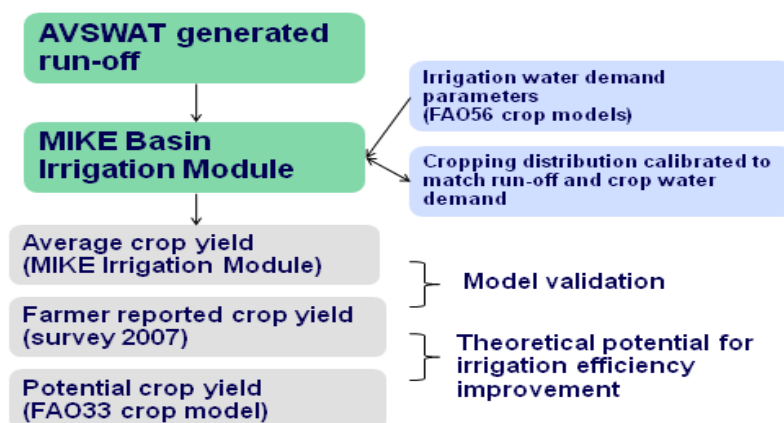 AVSWAT generated
run-off
Irrigation water demand
parameters
(FAO56 crop models)
MIKE Basin
Irrigation Module
Cropping distribution calibrated to
match run-off and crop water
demand
Average crop yield
(MIKE Irrigation Module)
Model validation
Farmer reported crop yield
(survey 2007)
Theoretical potential for
irrigation efficiency
improvement
Potential crop yield
(FAO33 crop model)